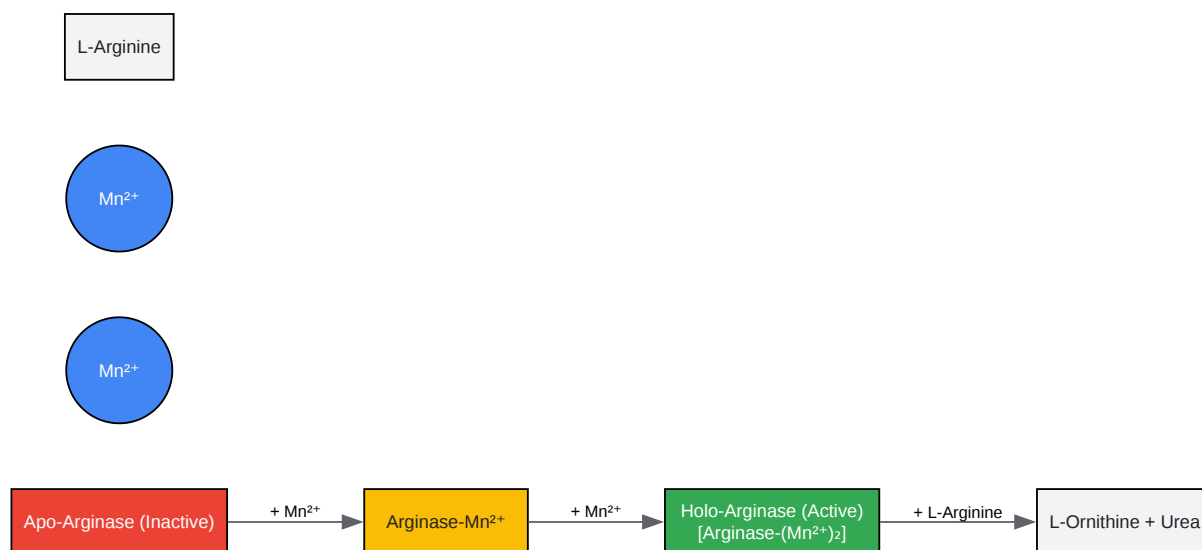 L-Arginine
Mn²⁺
Mn²⁺
Apo-Arginase (Inactive)
+ Mn²⁺
Arginase-Mn²⁺
+ Mn²⁺
Holo-Arginase (Active)
[Arginase-(Mn²⁺)₂]
+ L-Arginine
L-Ornithine + Urea